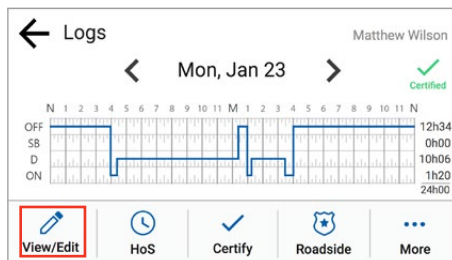 Logs
Matthew Wilson
Mon, Jan 23
Certified
N 1 2 3 4 5 6 7 8 9 10 11 M 1 2 3 4 5 6 7 8 9 10 11 N
OFF 12h34
SB 0h00
D 10h06
ON 1h20
24h00
View/Edit HoS Certify Roadside More